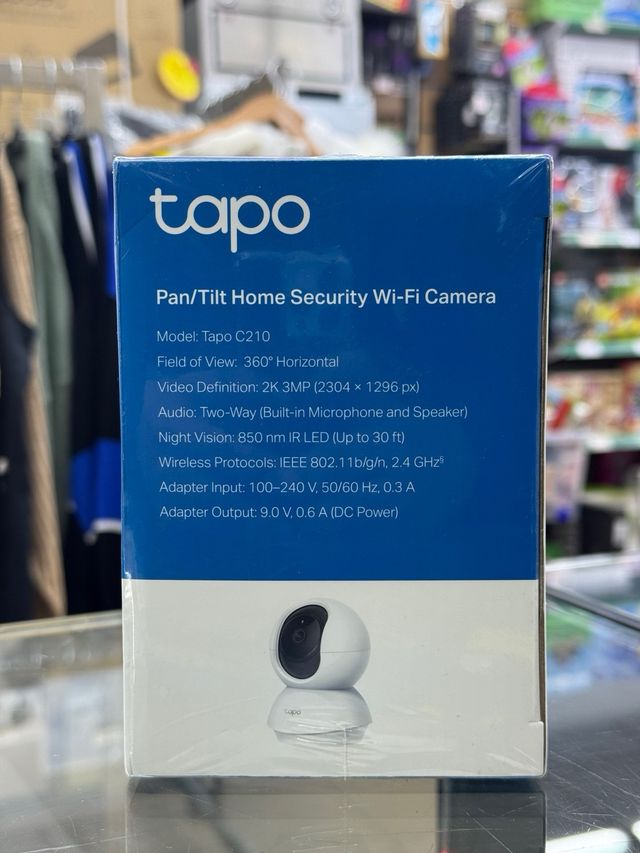 tapo
Pan/Tilt Home Security Wi-Fi Camera
Model: Tapo C210
Field of View: 360° Horizontal
Video Definition: 2K 3MP (2304 × 1296 px)
Audio: Two-Way (Built-in Microphone and Speaker)
Night Vision: 850 nm IR LED (Up to 30 ft)
Wireless Protocols: IEEE 802.11b/g/n, 2.4 GHz§
Adapter Input: 100–240 V, 50/60 Hz, 0.3 A
Adapter Output: 9.0 V, 0.6 A (DC Power)
tapo